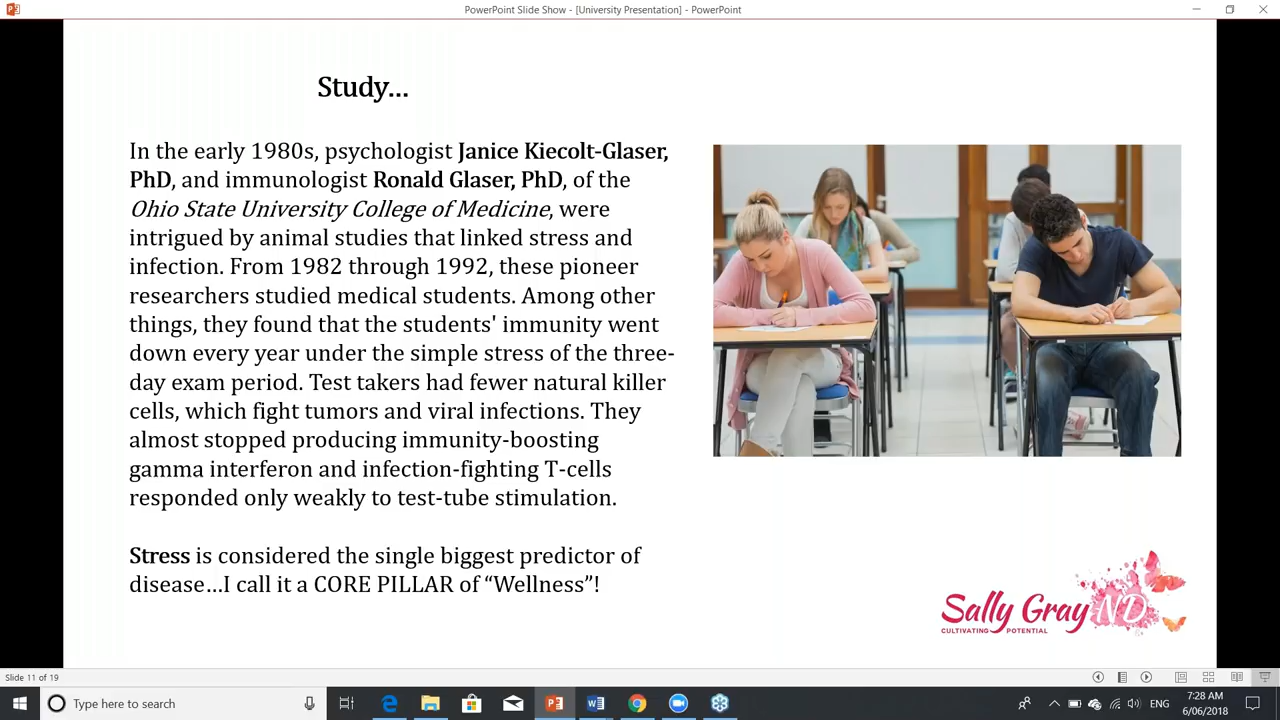 PowerPoint Slide Show - [University Presentation] - PowerPoint
Study...
In the early 1980s, psychologist Janice Kiecolt-Glaser,
PhD, and immunologist Ronald Glaser, PhD, of the
Ohio State University College of Medicine, were
intrigued by animal studies that linked stress and
infection. From 1982 through 1992, these pioneer
researchers studied medical students. Among other
things, they found that the students' immunity went
down every year under the simple stress of the three-
day exam period. Test takers had fewer natural killer
cells, which fight tumors and viral infections. They
almost stopped producing immunity-boosting
gamma interferon and infection-fighting T-cells
responded only weakly to test-tube stimulation.
Stress is considered the single biggest predictor of
disease...I call it a CORE PILLAR of “Wellness”!
Sally Gray ND
CULTIVATING POTENTIAL
Slide 11 of 19
Type here to search
ENG
7:28 AM
6/06/2018